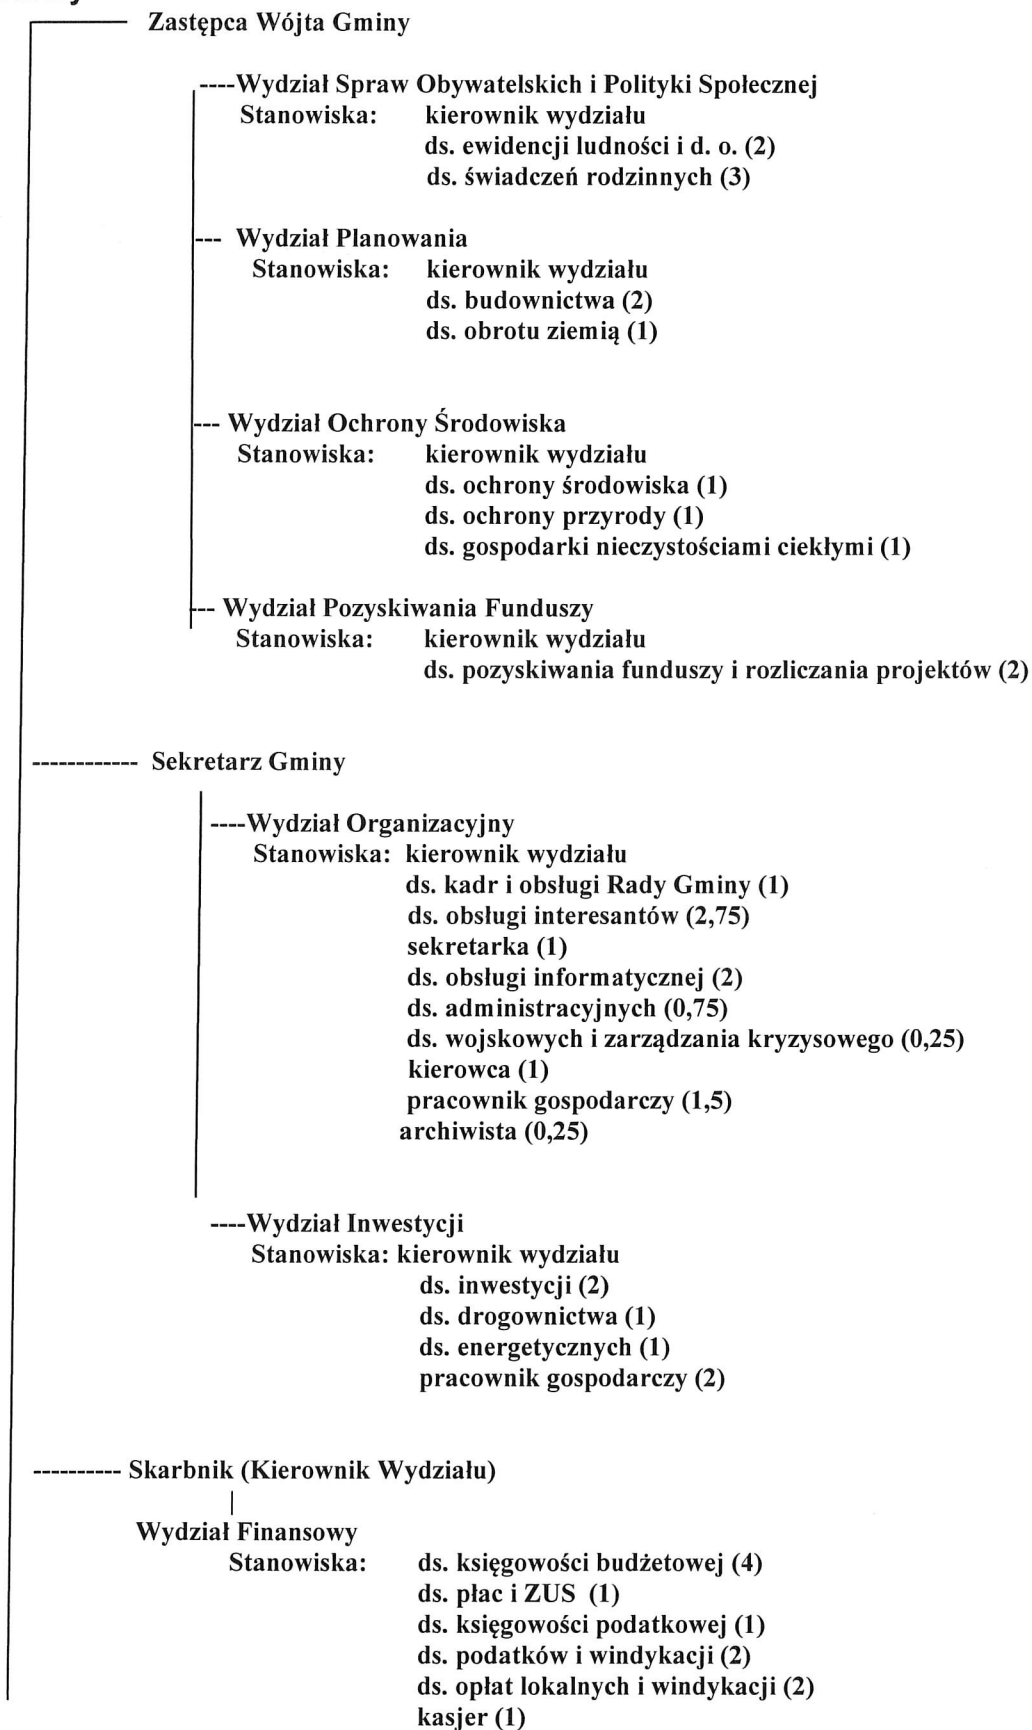 Zastępca Wójta Gminy
----Wydział Spraw Obywatelskich i Polityki Społecznej
Stanowiska: kierownik wydziału
ds. ewidencji ludności i d. o. (2)
ds. świadczeń rodzinnych (3)
--- Wydział Planowania
Stanowiska: kierownik wydziału
ds. budownictwa (2)
ds. obrotu ziemią (1)
--- Wydział Ochrony Środowiska
Stanowiska: kierownik wydziału
ds. ochrony środowiska (1)
ds. ochrony przyrody (1)
ds. gospodarki nieczystościami ciekłymi (1)
--- Wydział Pozyskiwania Funduszy
Stanowiska: kierownik wydziału
ds. pozyskiwania funduszy i rozliczania projektów (2)
------------ Sekretarz Gminy
----Wydział Organizacyjny
Stanowiska: kierownik wydziału
ds. kadr i obsługi Rady Gminy (1)
ds. obsługi interesantów (2,75)
sekretarka (1)
ds. obsługi informatycznej (2)
ds. administracyjnych (0,75)
ds. wojskowych i zarządzania kryzysowego (0,25)
kierowca (1)
pracownik gospodarczy (1,5)
archiwista (0,25)
----Wydział Inwestycji
Stanowiska: kierownik wydziału
ds. inwestycji (2)
ds. drogownictwa (1)
ds. energetycznych (1)
pracownik gospodarczy (2)
---------- Skarbnik (Kierownik Wydziału)
Wydział Finansowy
Stanowiska: ds. księgowości budżetowej (4)
ds. płac i ZUS (1)
ds. księgowości podatkowej (1)
ds. podatków i windykacji (2)
ds. opłat lokalnych i windykacji (2)
kasjer (1)